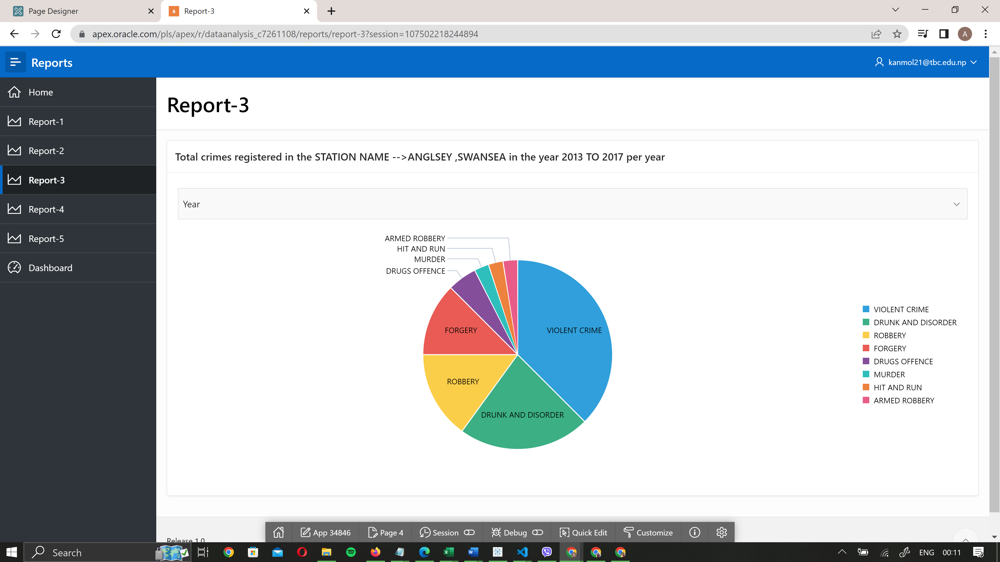 Page Designer
Report-3
apex.oracle.com/pls/apex/r/dataanalysis_c7261108/reports/report-3?session=107502218244894
A
Reports
kanmol21@tbc.edu.np
Home
Report-1
Report-2
Report-3
Report-4
Report-5
Dashboard
Report-3
Total crimes registered in the STATION NAME -->ANGLSEY ,SWANSEA in the year 2013 TO 2017 per year
Year
ARMED ROBBERY
HIT AND RUN
MURDER
DRUGS OFFENCE
FORGERY
VIOLENT CRIME
ROBBERY
DRUNK AND DISORDER
VIOLENT CRIME
DRUNK AND DISORDER
ROBBERY
FORGERY
DRUGS OFFENCE
MURDER
HIT AND RUN
ARMED ROBBERY
Release 1.0
App 34846
Page 4
Session
Debug
Quick Edit
Customize
Search
ENG
00:11